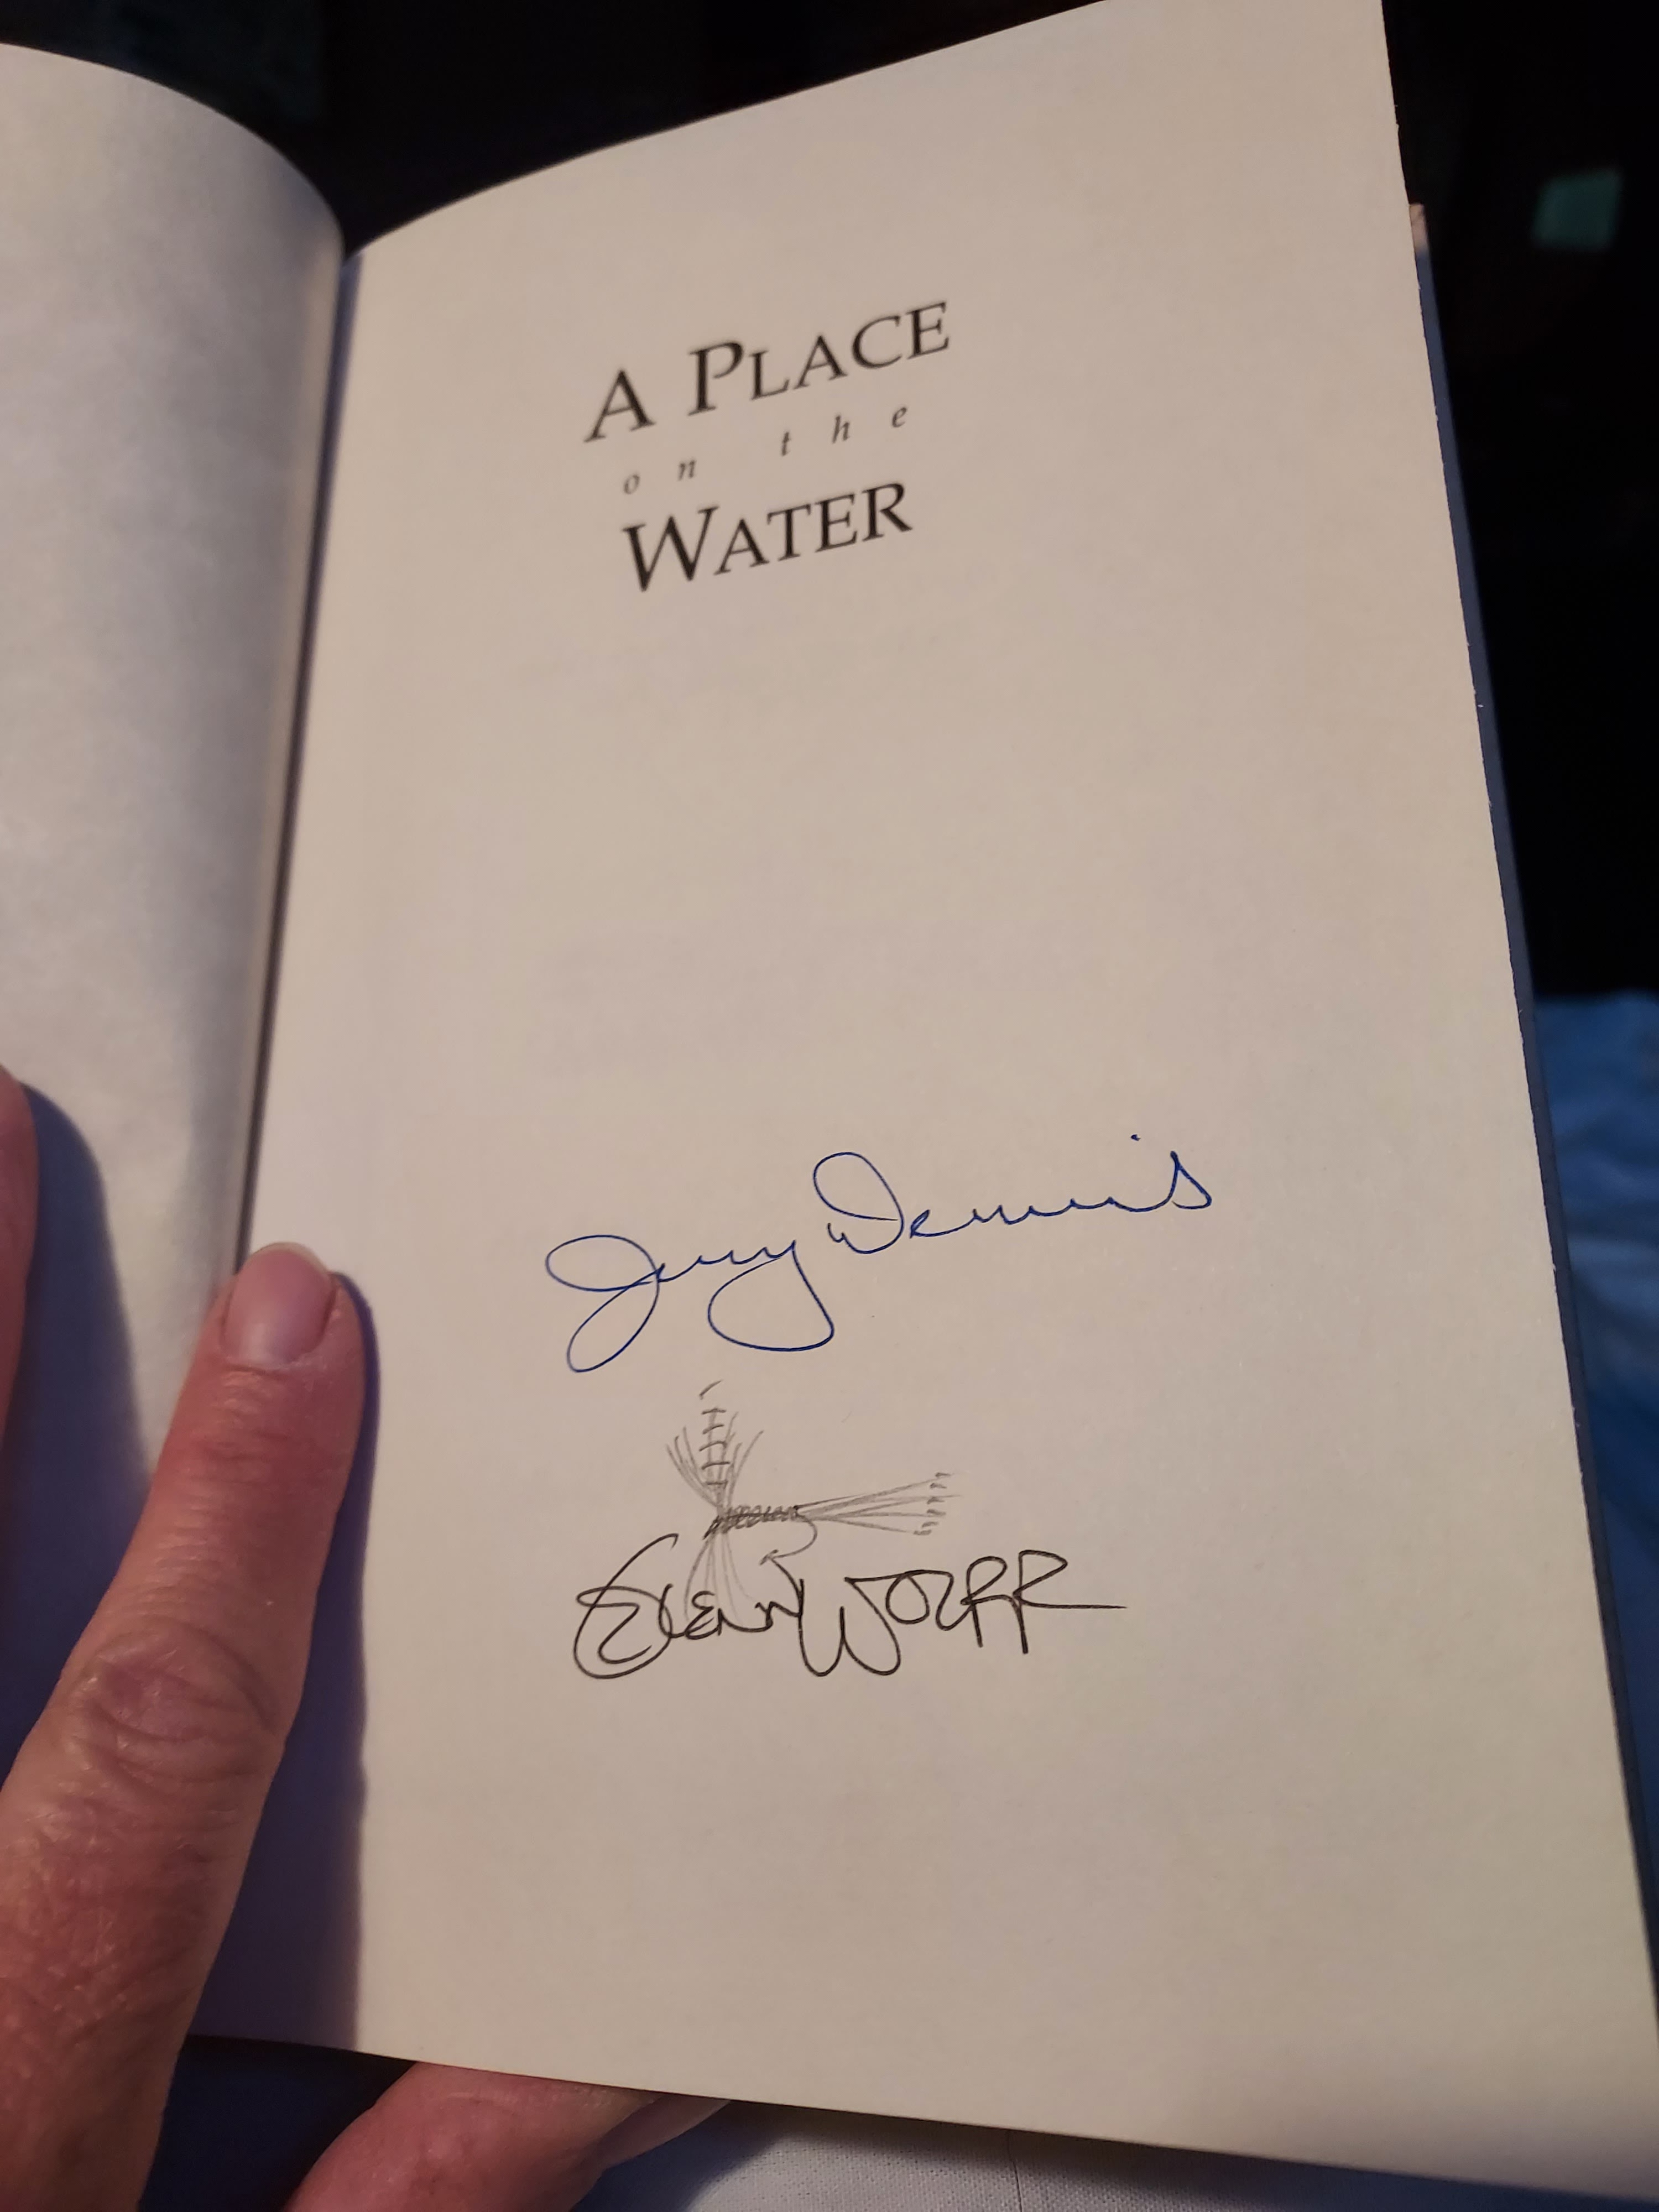 A PLACE
on the
WATER
Jerry Dennis
Glenn Wolff